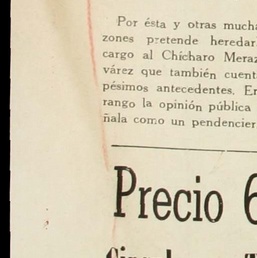 Por ésta y otras mucha
zones pretende heredar
cargo al Chícharo Meraz
várez que también cuent
pésimos antecedentes. En
rango la opinión pública
ñala como un pendencier
Precio 6